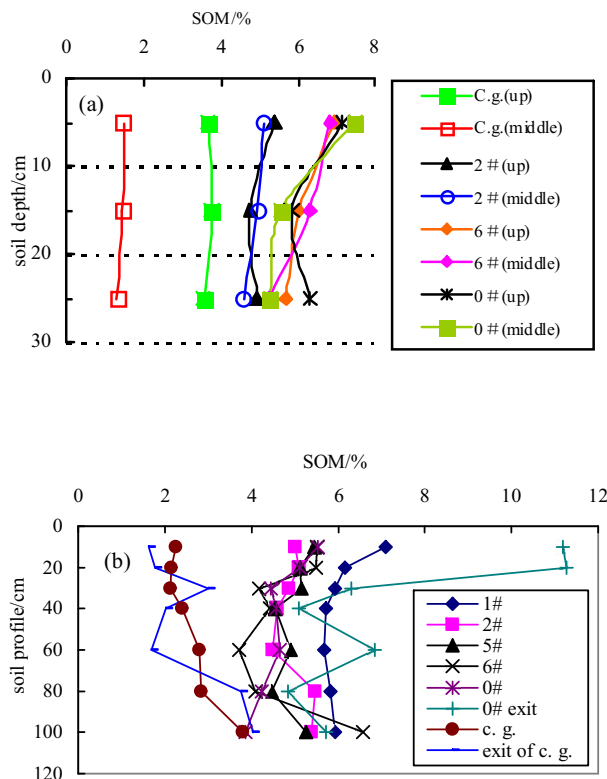 SOM/%
0 2 4 6 8
0
10
20
30
soil depth/cm
(a)
C.g.(up)
C.g.(middle)
2＃(up)
2＃(middle)
6＃(up)
6＃(middle)
0＃(up)
0＃(middle)
SOM/%
0 2 4 6 8 10 12
0
20
40
60
80
100
120
soil profile/cm
(b)
1#
2#
5#
6#
0#
0# exit
c. g.
exit of c. g.